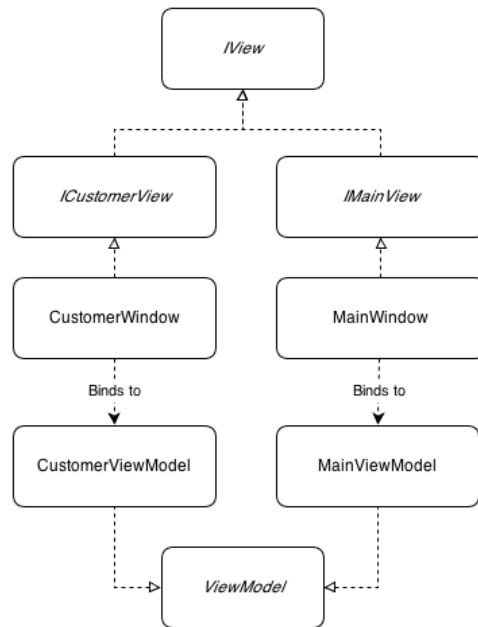 IView
ICustomerView
IMainView
CustomerWindow
MainWindow
Binds to
Binds to
CustomerViewModel
MainViewModel
ViewModel